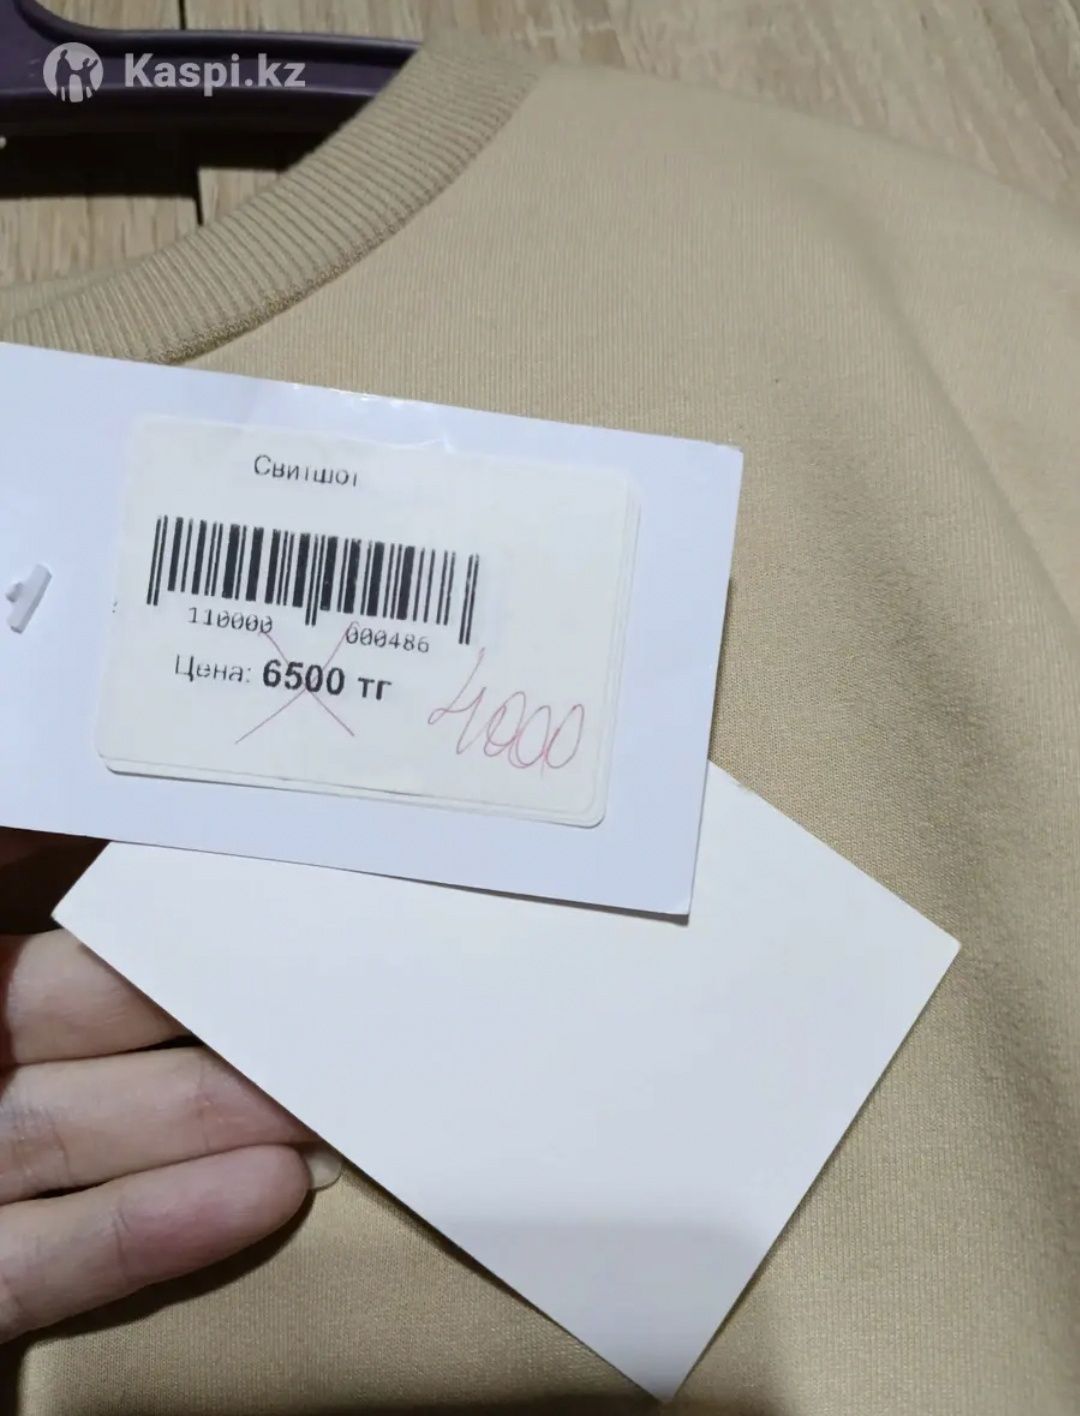 Kaspi.kz
Свитшот
110000 000486
Цена: 6500 тг
4000